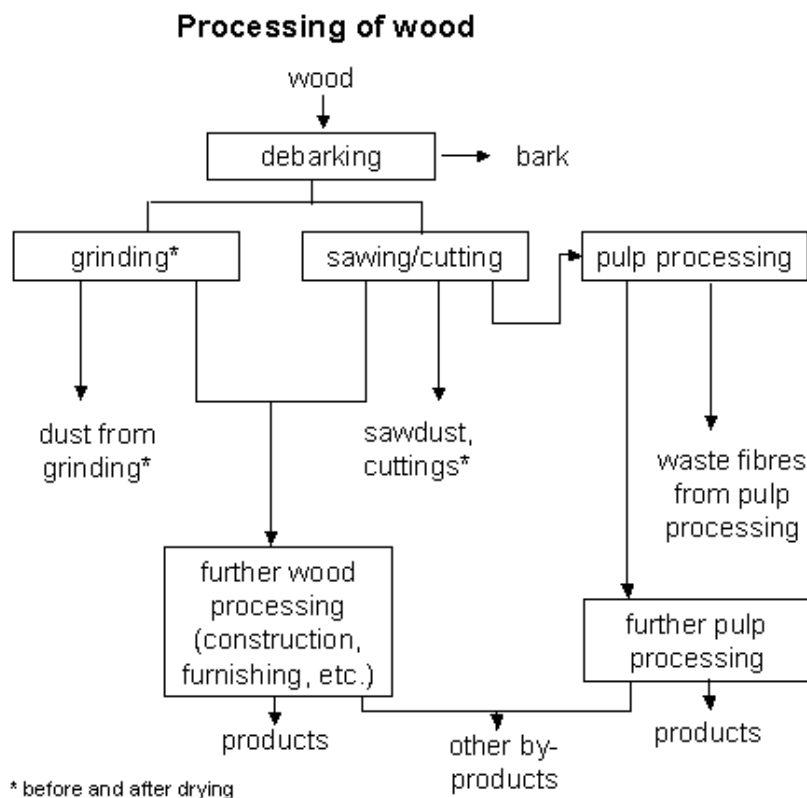 Processing of wood
wood
debarking
bark
grinding*
sawing/cutting
pulp processing
dust from
grinding*
sawdust,
cuttings*
waste fibres
from pulp
processing
further wood
processing
(construction,
furnishing, etc.)
further pulp
processing
products
other by-
products
products
* before and after drying